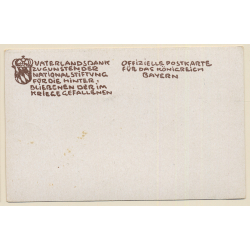 VATERLANDSDANK
ZUGUNSTEN DER
NATIONALSTIFTUNG
FÜR DIE HINTER-
BLIEBENEN DER IM
KRIEGE GEFALLENEN
OFFIZIELLE POSTKARTE
FÜR DAS KÖNIGREICH
BAYERN